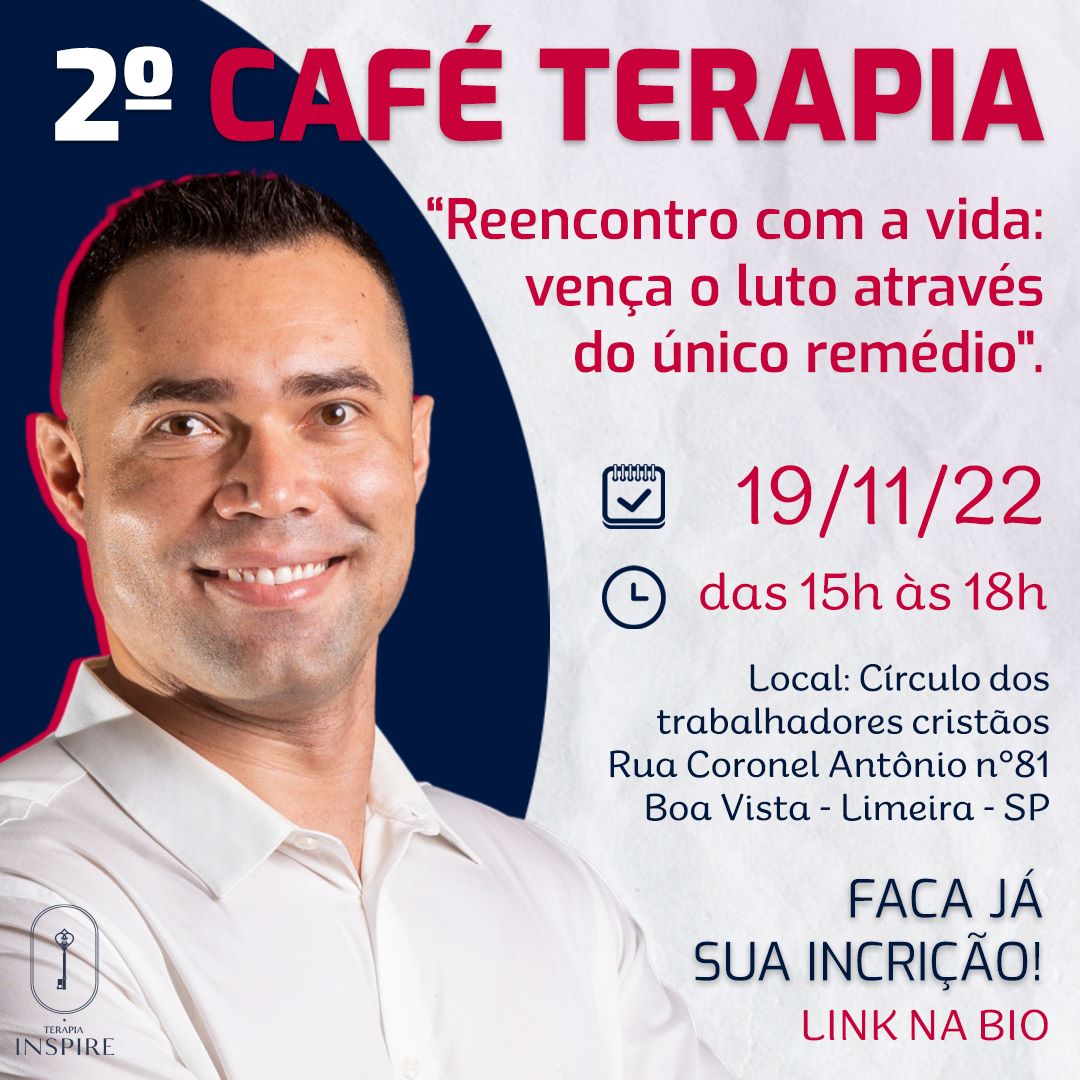 2º CAFÉ TERAPIA
“Reencontro com a vida:
vença o luto através
do único remédio".
19/11/22
das 15h às 18h
Local: Círculo dos
trabalhadores cristãos
Rua Coronel Antônio n°81
Boa Vista - Limeira - SP
FACA JÁ
SUA INCRIÇÃO!
LINK NA BIO
TERAPIA
INSPIRE